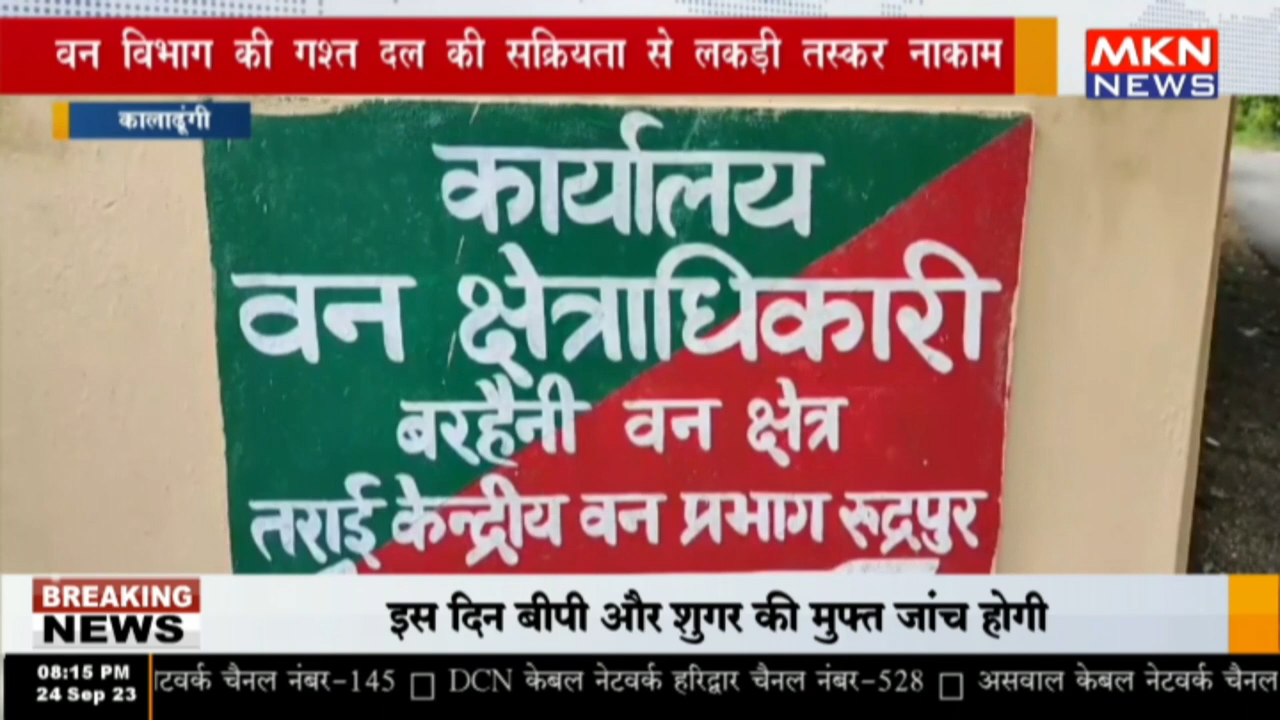 वन विभाग की गश्त दल की सक्रियता से लकड़ी तस्कर नाकाम
MKN
NEWS
कालाढूंगी
कार्यालय
वन क्षेत्राधिकारी
बरहैनी वन क्षेत्र
तराई केन्द्रीय वन प्रभाग रूद्रपुर
BREAKING
NEWS
इस दिन बीपी और शुगर की मुफ्त जांच होगी
08:15 PM
24 Sep 23
टवर्क चैनल नंबर-145 □ DCN केबल नेटवर्क हरिद्वार चैनल नंबर-528 □ असवाल केबल नेटवर्क चैनल